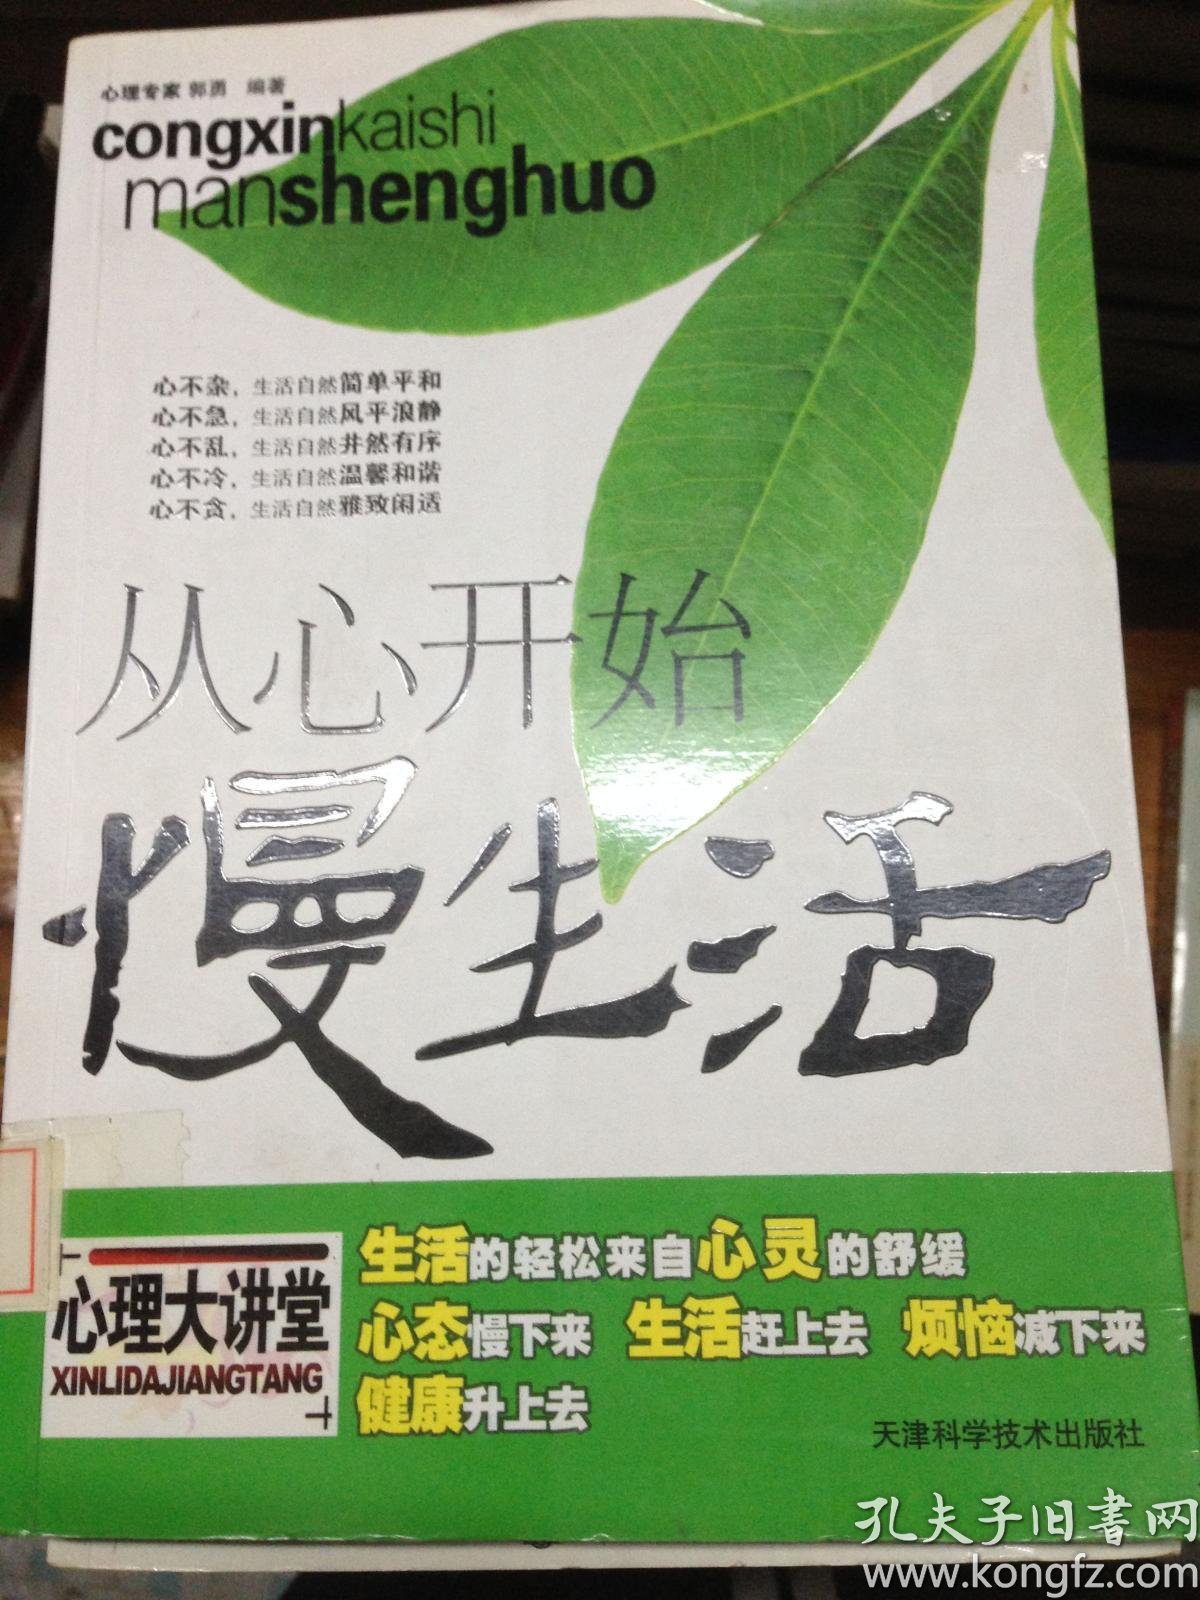 心理专家 郭勇 编著
congxinkaishi
manshenghuo
心不杂，生活自然简单平和
心不急，生活自然风平浪静
心不乱，生活自然井然有序
心不冷，生活自然温馨和谐
心不贪，生活自然雅致闲适
从心开始
慢生活
心理大讲堂
XINLIDAJIANGTANG
生活的轻松来自心灵的舒缓
心态慢下来 生活赶上去 烦恼减下来
健康升上去
天津科学技术出版社
孔夫子旧书网
www.kongfz.com